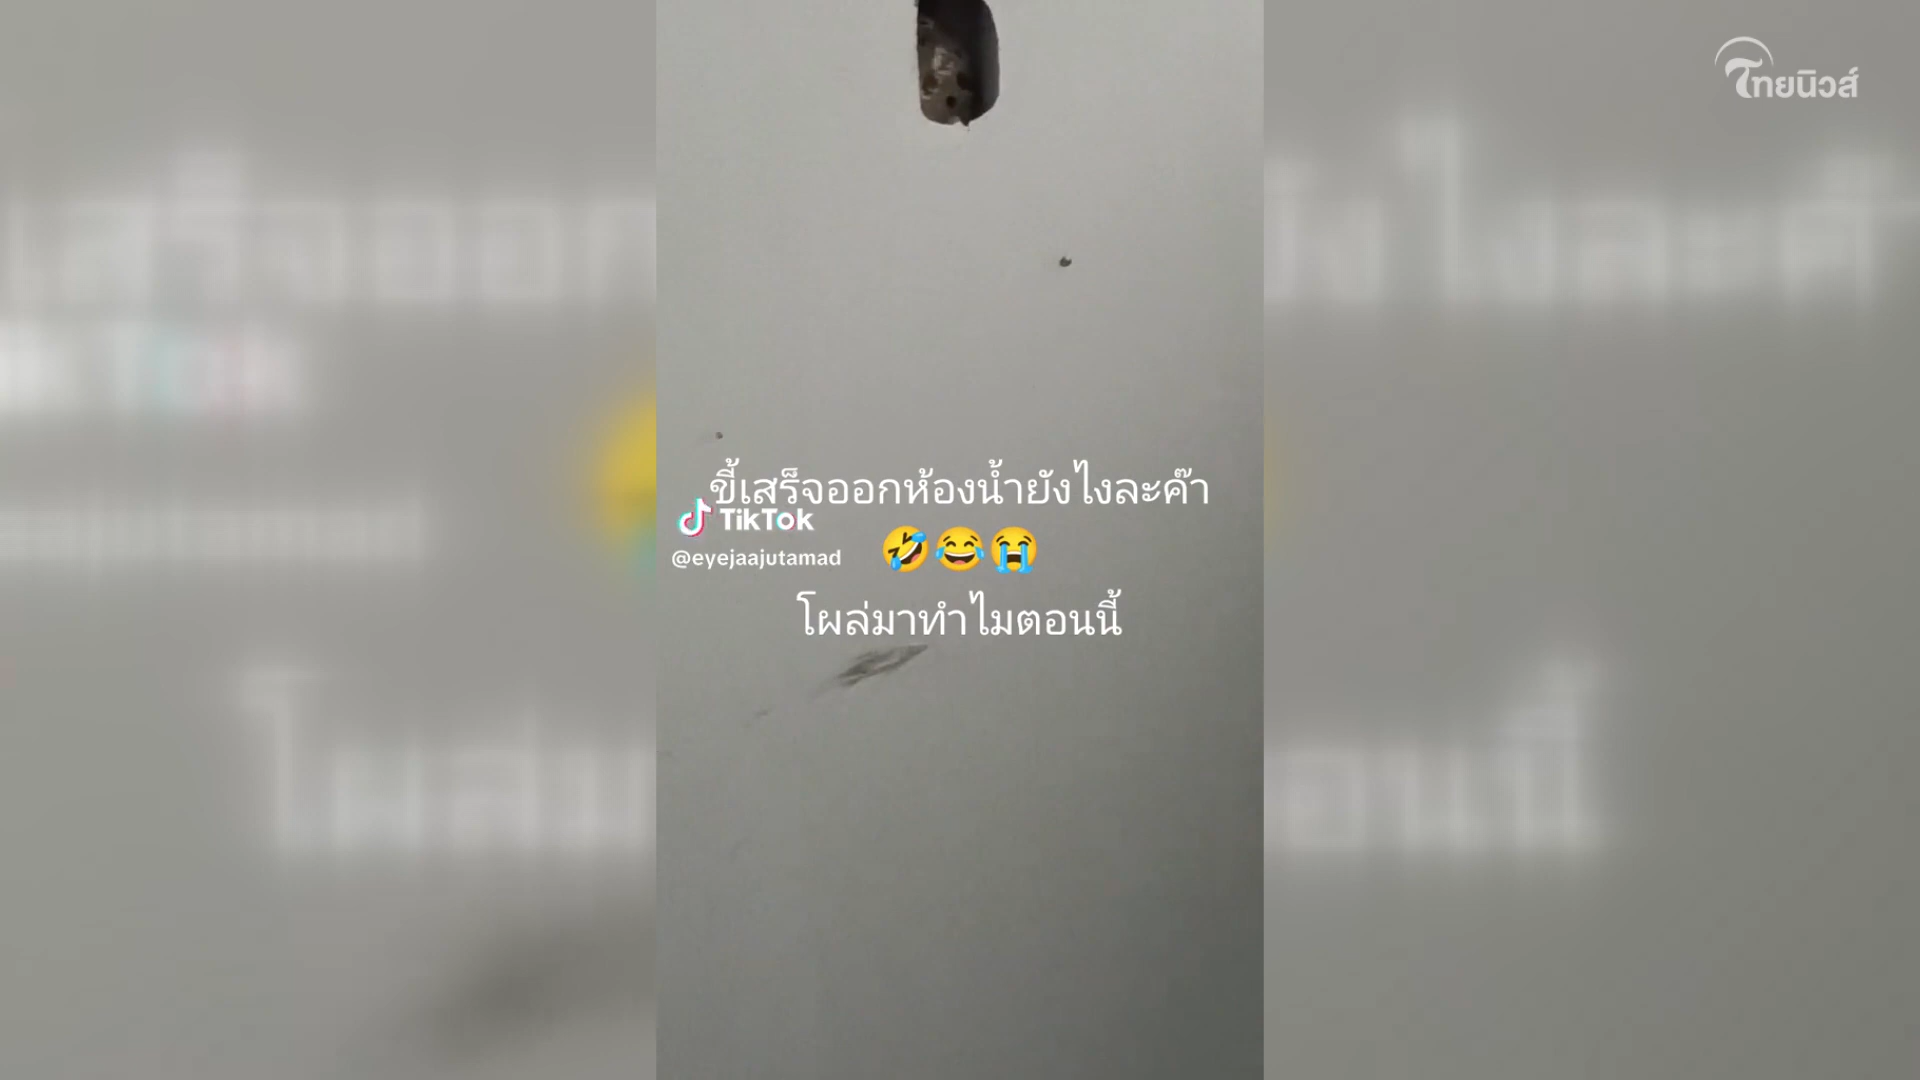 ไทยนิวส์
ขี้เสร็จออกห้องน้ำยังไงละค๊า
TikTok
@eyejaajutamad
🤣😂😭
โผล่มาทำไมตอนนี้